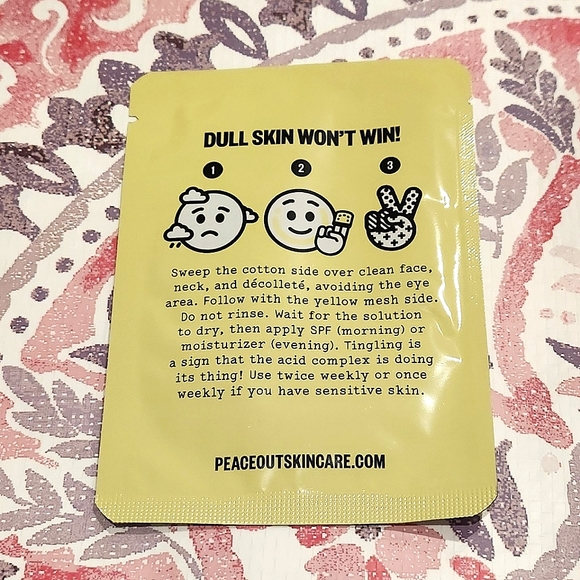 DULL SKIN WON'T WIN!
1 2 3
Sweep the cotton side over clean face,
neck, and décolleté, avoiding the eye
area. Follow with the yellow mesh side.
Do not rinse. Wait for the solution
to dry, then apply SPF (morning) or
moisturizer (evening). Tingling is
a sign that the acid complex is doing
its thing! Use twice weekly or once
weekly if you have sensitive skin.
PEACEOUTSKINCARE.COM